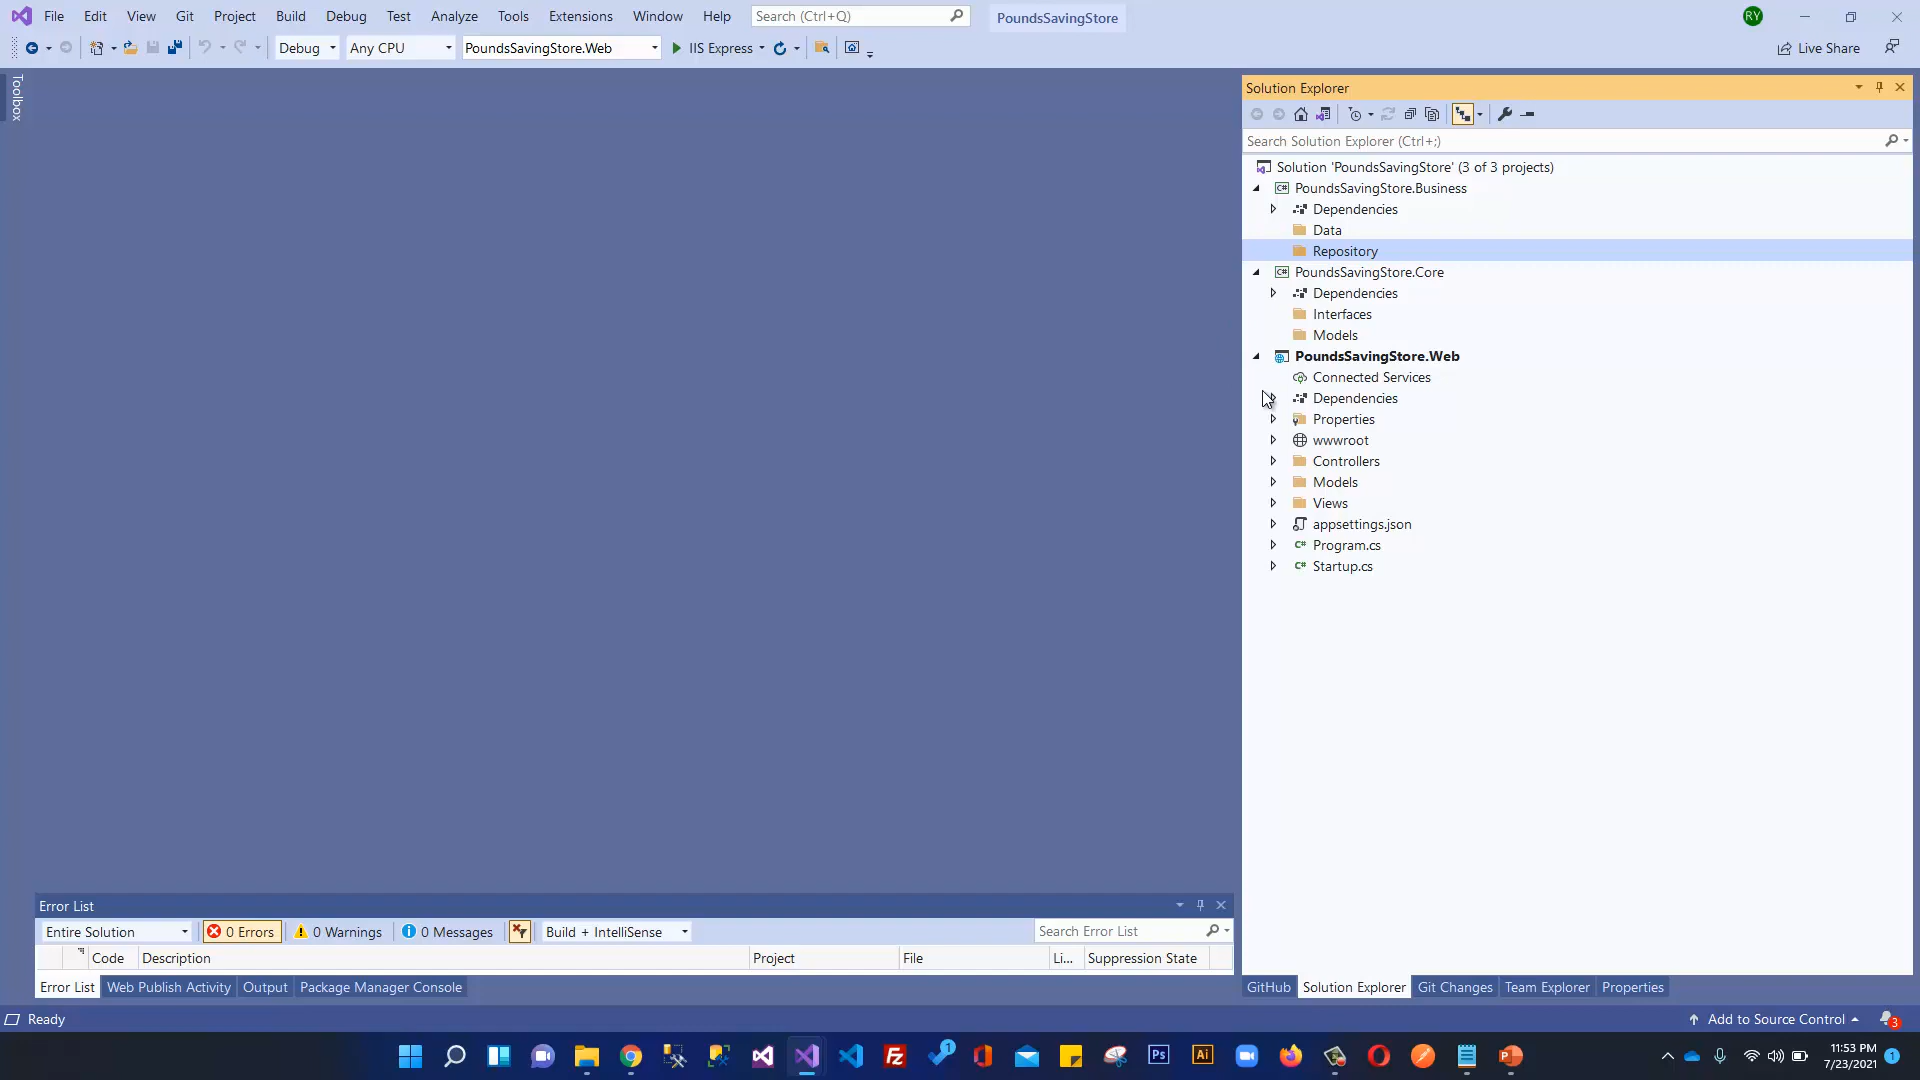 File Edit View Git Project Build Debug Test Analyze Tools Extensions Window Help Search (Ctrl+Q) PoundsSavingStore RY
Debug Any CPU PoundsSavingStore.Web IIS Express Live Share
Toolbox
Solution Explorer
Search Solution Explorer (Ctrl+;)
Solution 'PoundsSavingStore' (3 of 3 projects)
C# PoundsSavingStore.Business
Dependencies
Data
Repository
C# PoundsSavingStore.Core
Dependencies
Interfaces
Models
PoundsSavingStore.Web
Connected Services
Dependencies
Properties
wwwroot
Controllers
Models
Views
appsettings.json
C# Program.cs
C# Startup.cs
Error List
Entire Solution 0 Errors 0 Warnings 0 Messages Build + IntelliSense Search Error List
Code Description Project File Li... Suppression State
Error List Web Publish Activity Output Package Manager Console
GitHub Solution Explorer Git Changes Team Explorer Properties
Ready
Add to Source Control 3
1 Ps Ai
11:53 PM
7/23/2021 1